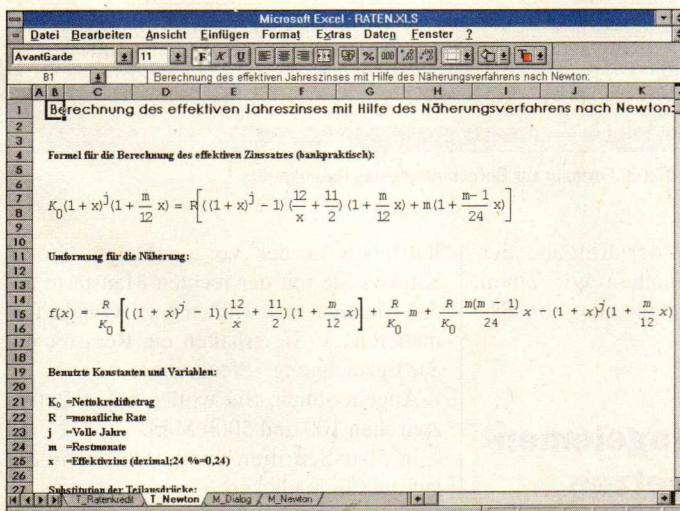 Microsoft Excel - RATEN.XLS
Datei Bearbeiten Ansicht Einfügen Format Extras Daten Fenster ?
AvantGarde 11 F K U % 000
B1 Berechnung des effektiven Jahreszinses mit Hilfe des Näherungsverfahrens nach Newton:
A B C D E F G H I J K
1 Berechnung des effektiven Jahreszinses mit Hilfe des Näherungsverfahrens nach Newton:
2
3
4 Formel für die Berechnung des effektiven Zinssatzes (bankpraktisch):
5
6
7
8
K₀(1 + x)^j(1 + m/12 x) = R[((1 + x)^j - 1) (12/x + 11/2) (1 + m/12 x) + m(1 + m- 1/24 x)]
9
10
11 Umformung für die Näherung:
12
13
14
15
16
f(x) = R/K₀ [((1 + x)^j - 1) (12/x + 11/2) (1 + m/12 x)] + R/K₀ m + R/K₀ m(m - 1)/24 x - (1 + x)^j(1 + m/12 x)
17
18
19 Benutzte Konstanten und Variablen:
20
21 K₀ =Nettokreditbetrag
22 R =monatliche Rate
23 j =Volle Jahre
24 m =Restmonate
25 x =Effektivzins (dezimal;24 %=0,24)
26
27 Substitution der Teilausdrücke:
T_Ratenkredit T_Newton M_Dialog M_Newton